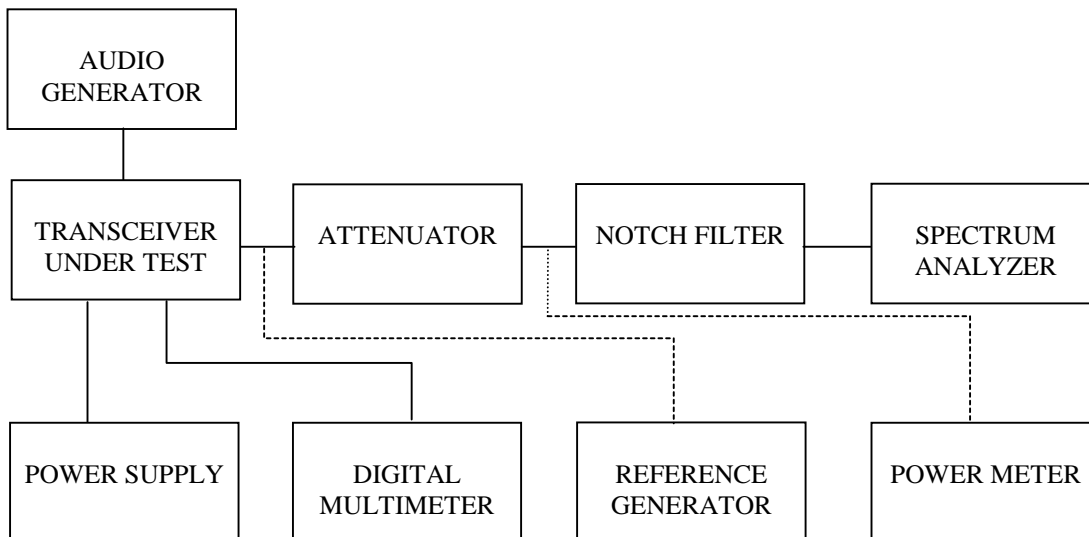 AUDIO
GENERATOR
TRANSCEIVER
UNDER TEST
ATTENUATOR
NOTCH FILTER
SPECTRUM
ANALYZER
POWER SUPPLY
DIGITAL
MULTIMETER
REFERENCE
GENERATOR
POWER METER